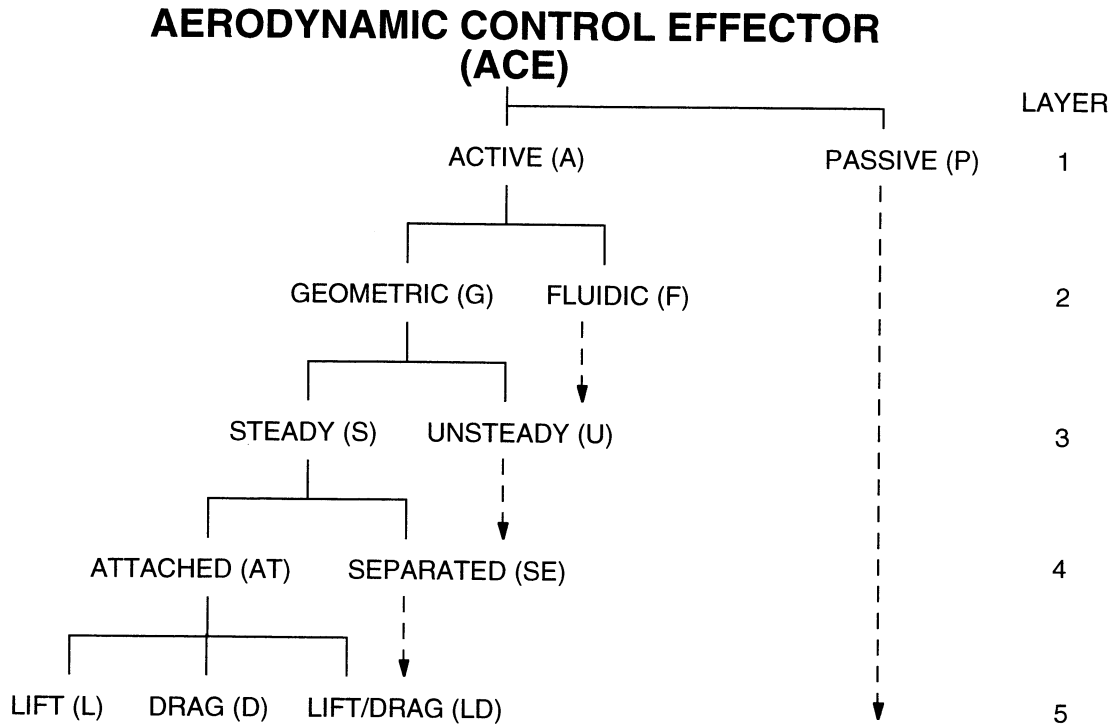 AERODYNAMIC CONTROL EFFECTOR
(ACE)
LAYER
ACTIVE (A) PASSIVE (P) 1
GEOMETRIC (G) FLUIDIC (F) 2
STEADY (S) UNSTEADY (U) 3
ATTACHED (AT) SEPARATED (SE) 4
LIFT (L) DRAG (D) LIFT/DRAG (LD) 5